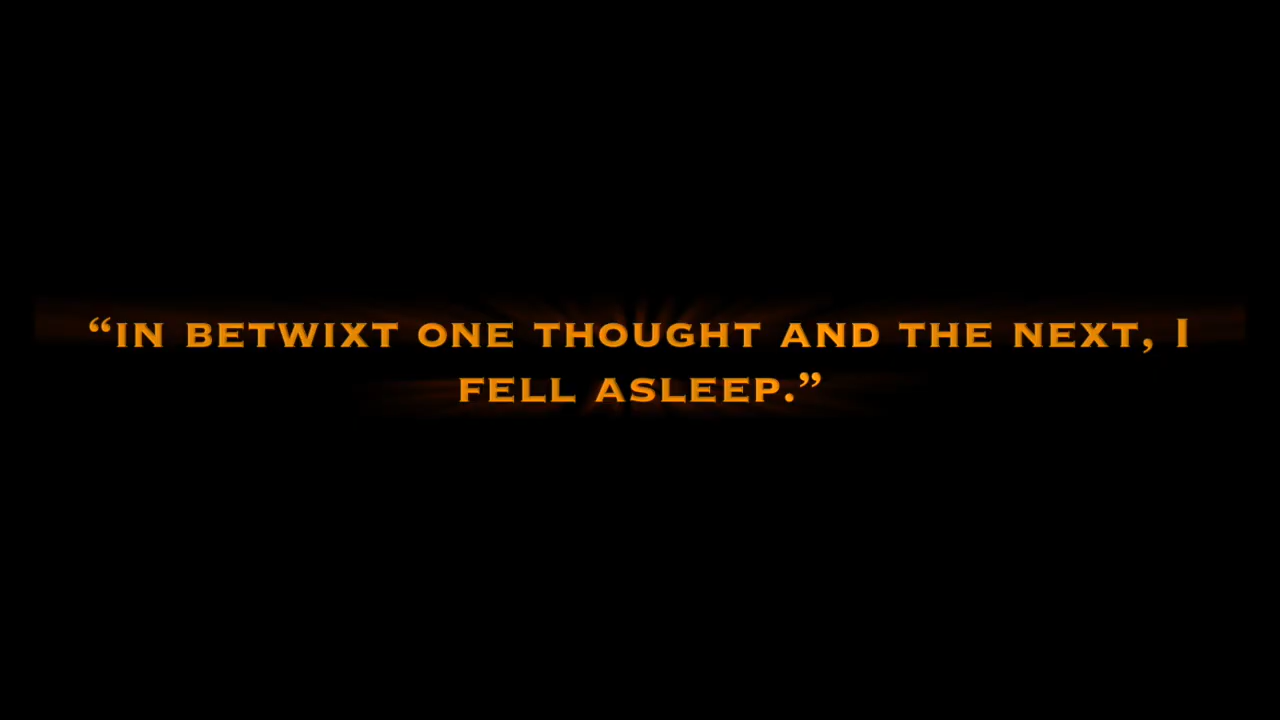 “IN BETWIXT ONE THOUGHT AND THE NEXT, I
FELL ASLEEP.”